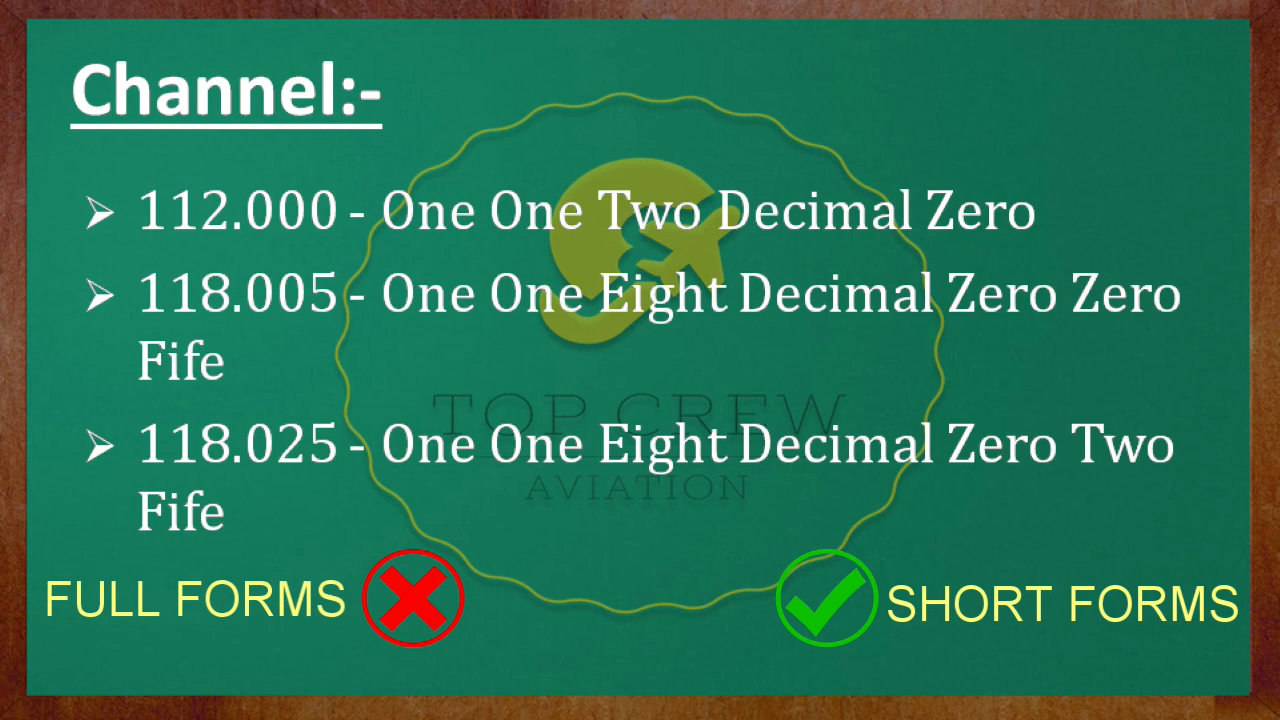 Channel:-
➢ 112.000 - One One Two Decimal Zero
➢ 118.005 - One One Eight Decimal Zero Zero
Fife
➢ 118.025 - One One Eight Decimal Zero Two
Fife
TOP CREW
AVIATION
FULL FORMS
SHORT FORMS